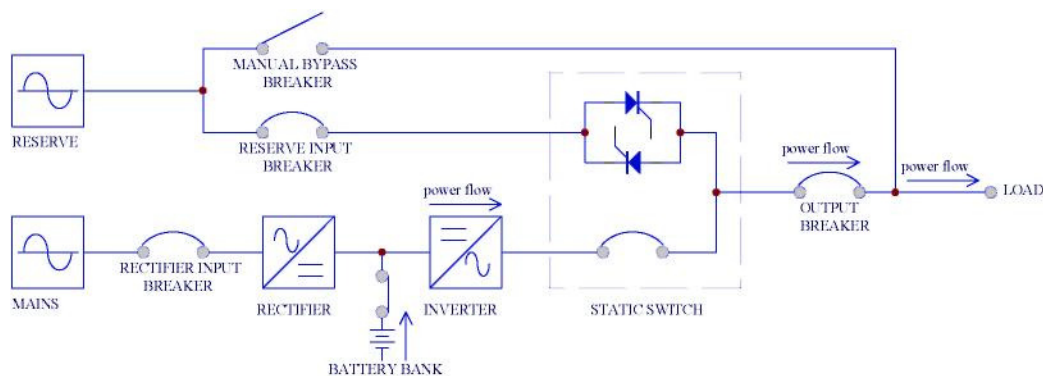 MANUAL BYPASS
BREAKER
RESERVE
RESERVE INPUT
BREAKER
power flow
power flow
power flow
LOAD
OUTPUT
BREAKER
MAINS
RECTIFIER INPUT
BREAKER
RECTIFIER
INVERTER
STATIC SWITCH
BATTERY BANK